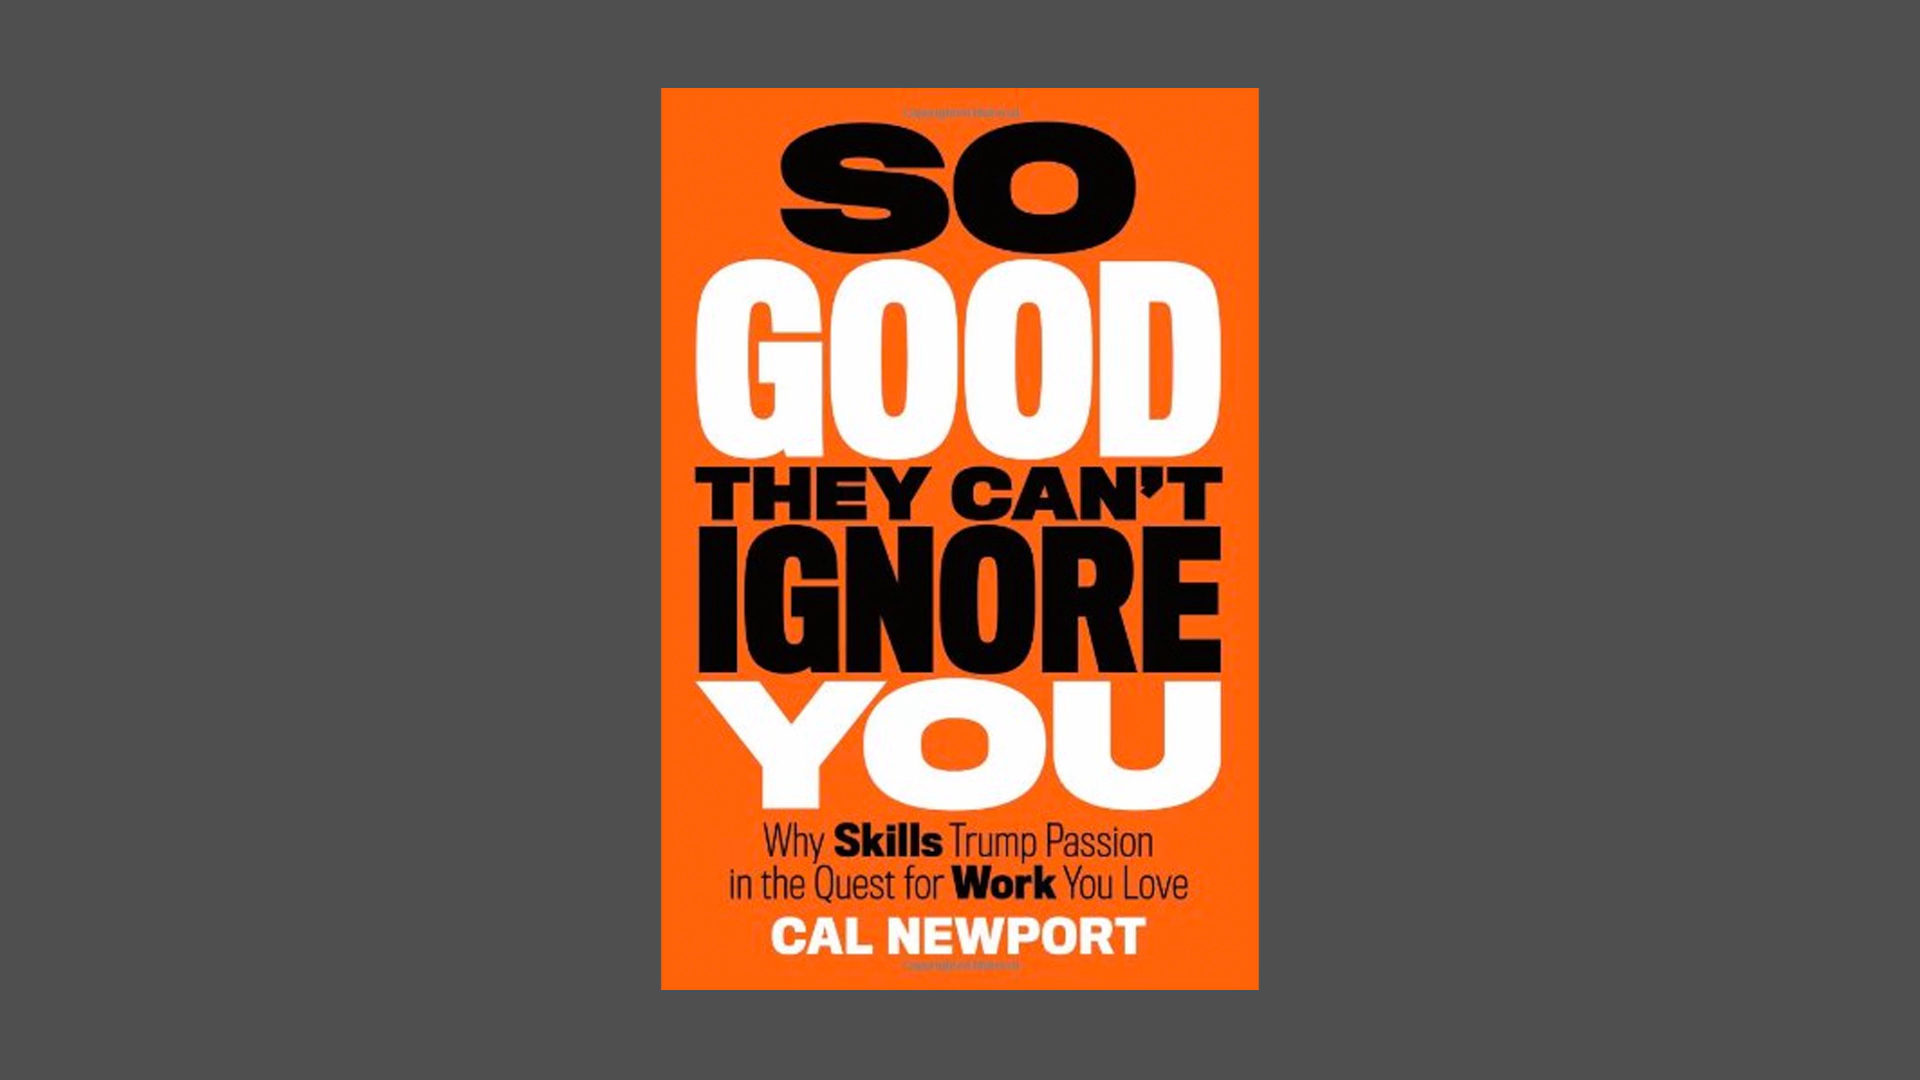 SO
GOOD
THEY CAN'T
IGNORE
YOU
Why Skills Trump Passion
in the Quest for Work You Love
CAL NEWPORT